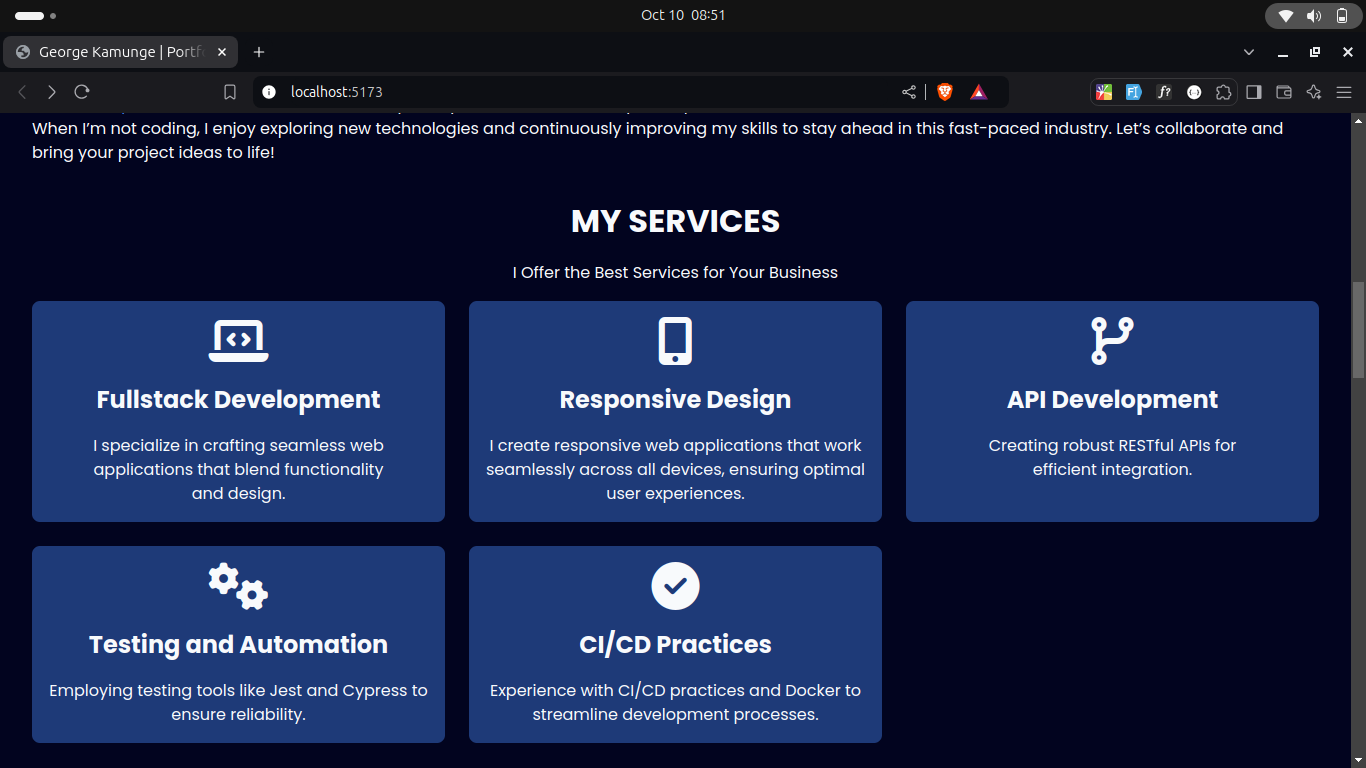 Oct 10 08:51
George Kamunge | Portf
localhost:5173
When I’m not coding, I enjoy exploring new technologies and continuously improving my skills to stay ahead in this fast-paced industry. Let’s collaborate and
bring your project ideas to life!
MY SERVICES
I Offer the Best Services for Your Business
Fullstack Development
I specialize in crafting seamless web
applications that blend functionality
and design.
Responsive Design
I create responsive web applications that work
seamlessly across all devices, ensuring optimal
user experiences.
API Development
Creating robust RESTful APIs for
efficient integration.
Testing and Automation
Employing testing tools like Jest and Cypress to
ensure reliability.
CI/CD Practices
Experience with CI/CD practices and Docker to
streamline development processes.